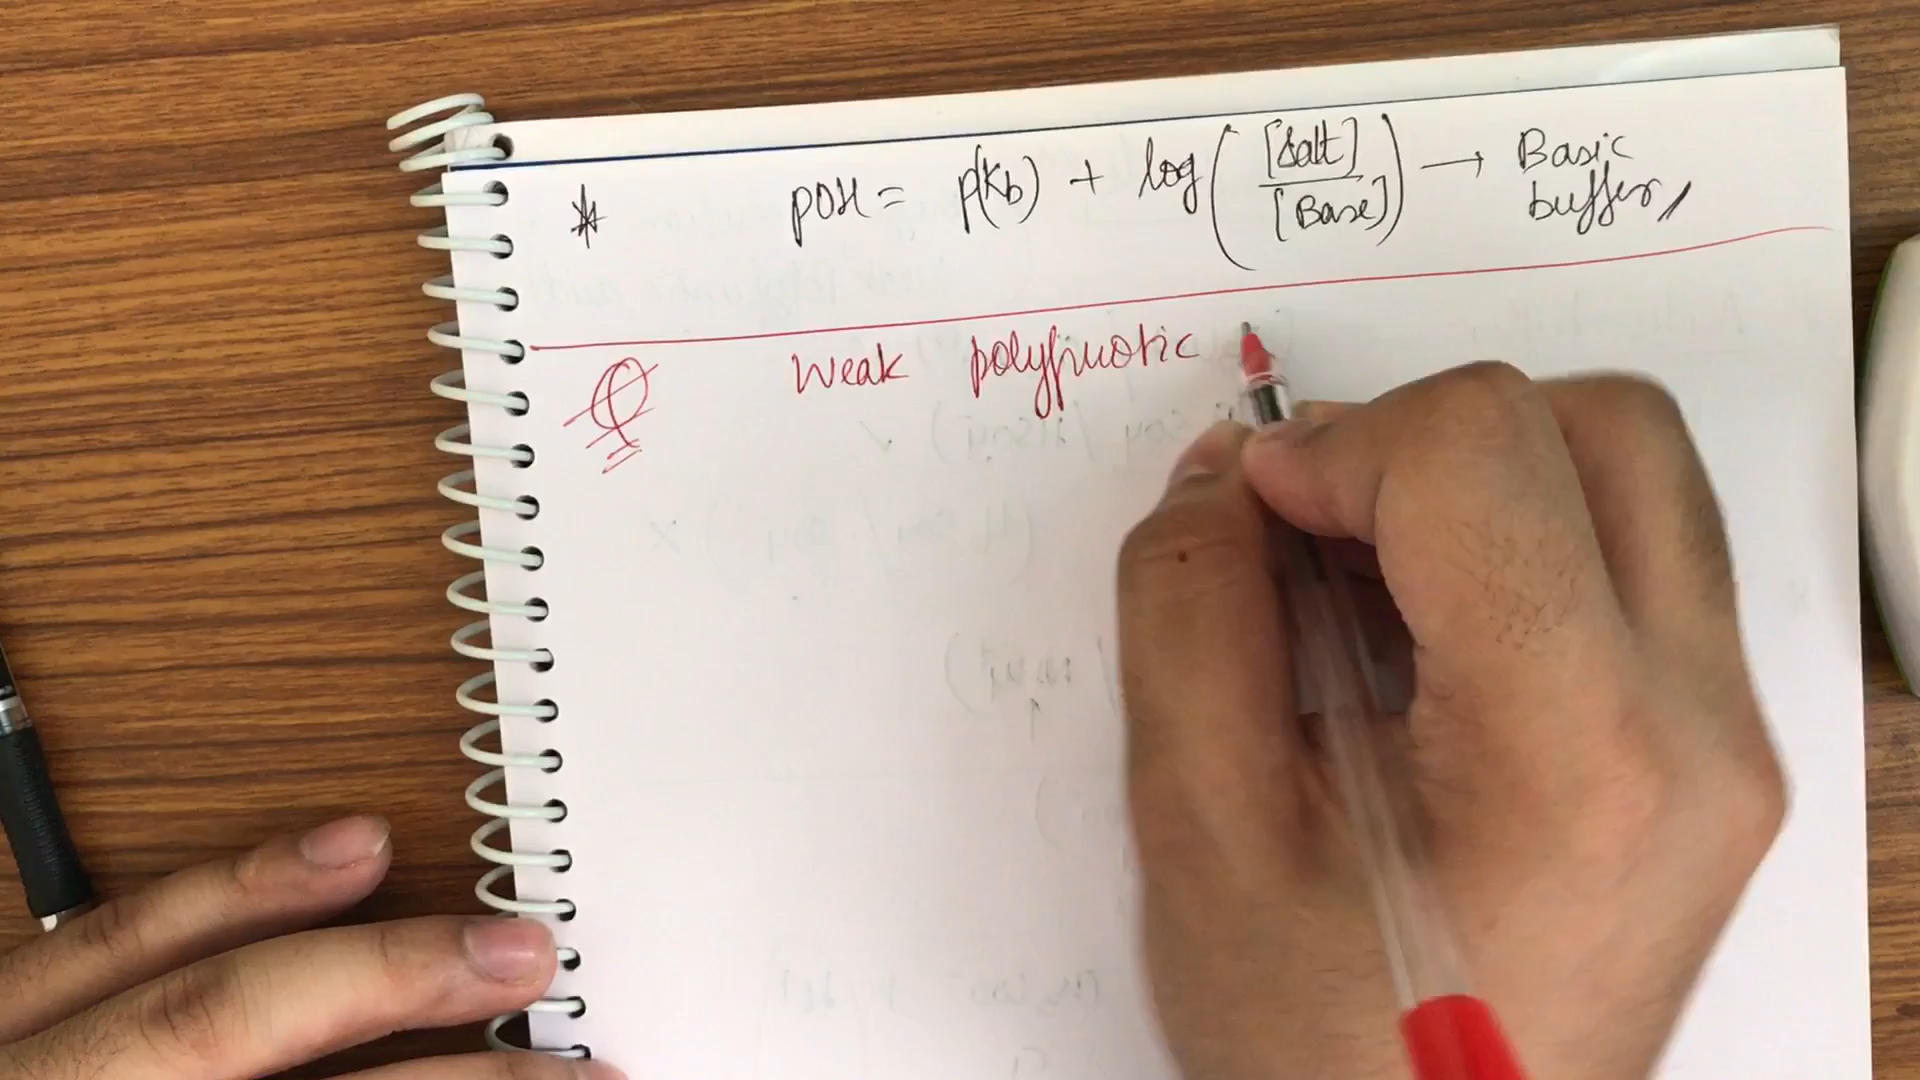 * pOH = p(Kb) + log([Salt]/[Base]) → Basic buffer,
Weak polyprotic